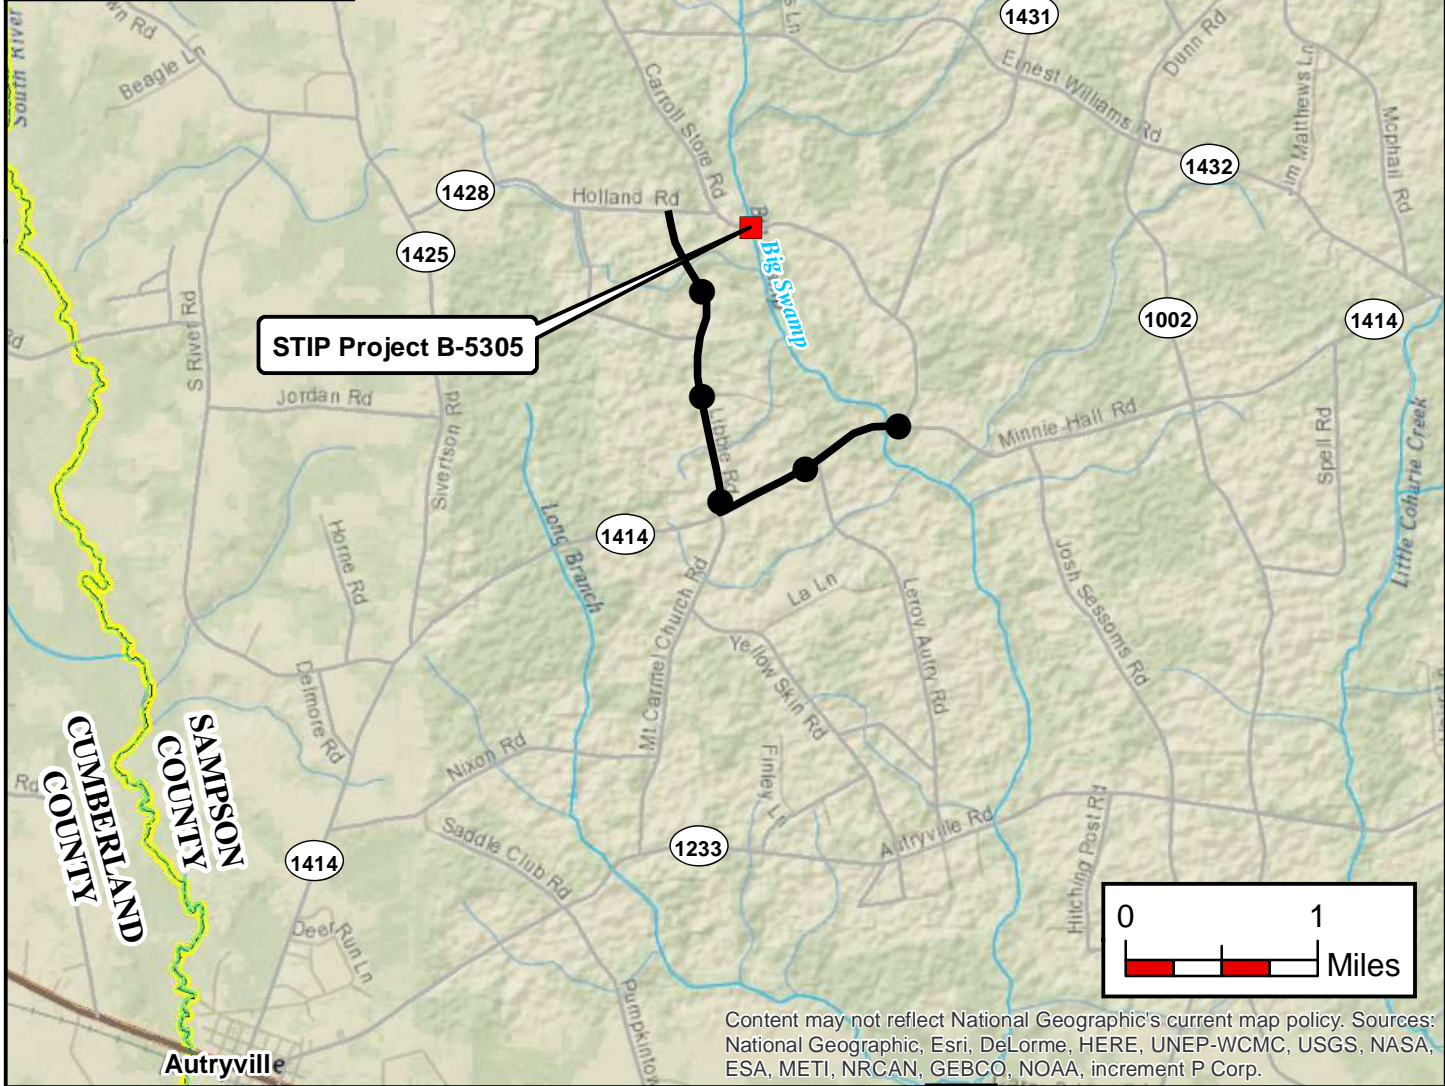 1431
Dunn Rd
South River
Beagle Ln
Carroll Store Rd
Ernest Williams Rd
Jim Matthews Ln
Mcphail Rd
1432
1428
Holland Rd
1425
Big Swamp
STIP Project B-5305
S River Rd
1002
1414
Jordan Rd
Sivertson Rd
Libbie Rd
Minnie Hall Rd
Spell Rd
Little Coharie Creek
Long Branch
1414
Horne Rd
La Ln
Josh Sessoms Rd
Mt Carmel Church Rd
Yellow Skin Rd
Leroy Autry Rd
Delmore Rd
SAMPSON
COUNTY
CUMBERLAND
COUNTY
Rd
Nixon Rd
Finley Ln
Saddle Club Rd
1414
1233
Autryville Rd
Hitching Post Rd
Deer Run Ln
0 1
Miles
Autryville
Content may not reflect National Geographic's current map policy. Sources:
National Geographic, Esri, DeLorme, HERE, UNEP-WCMC, USGS, NASA,
ESA, METI, NRCAN, GEBCO, NOAA, increment P Corp.